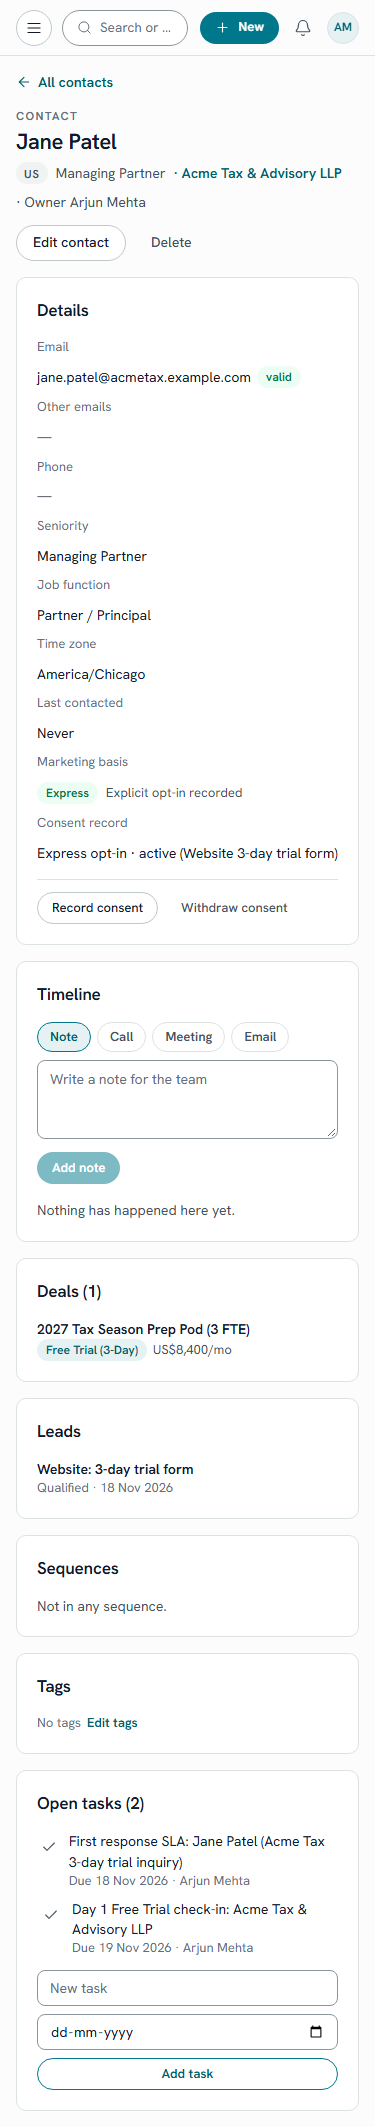 Search or ...
New
AM
All contacts
CONTACT
Jane Patel
US Managing Partner · Acme Tax & Advisory LLP
· Owner Arjun Mehta
Edit contact Delete
Details
Email
jane.patel@acmetax.example.com valid
Other emails
—
Phone
—
Seniority
Managing Partner
Job function
Partner / Principal
Time zone
America/Chicago
Last contacted
Never
Marketing basis
Express Explicit opt-in recorded
Consent record
Express opt-in · active (Website 3-day trial form)
Record consent Withdraw consent
Timeline
Note Call Meeting Email
Write a note for the team
Add note
Nothing has happened here yet.
Deals (1)
2027 Tax Season Prep Pod (3 FTE)
Free Trial (3-Day) US$8,400/mo
Leads
Website: 3-day trial form
Qualified · 18 Nov 2026
Sequences
Not in any sequence.
Tags
No tags Edit tags
Open tasks (2)
First response SLA: Jane Patel (Acme Tax
3-day trial inquiry)
Due 18 Nov 2026 · Arjun Mehta
Day 1 Free Trial check-in: Acme Tax &
Advisory LLP
Due 19 Nov 2026 · Arjun Mehta
New task
dd-mm-yyyy
Add task